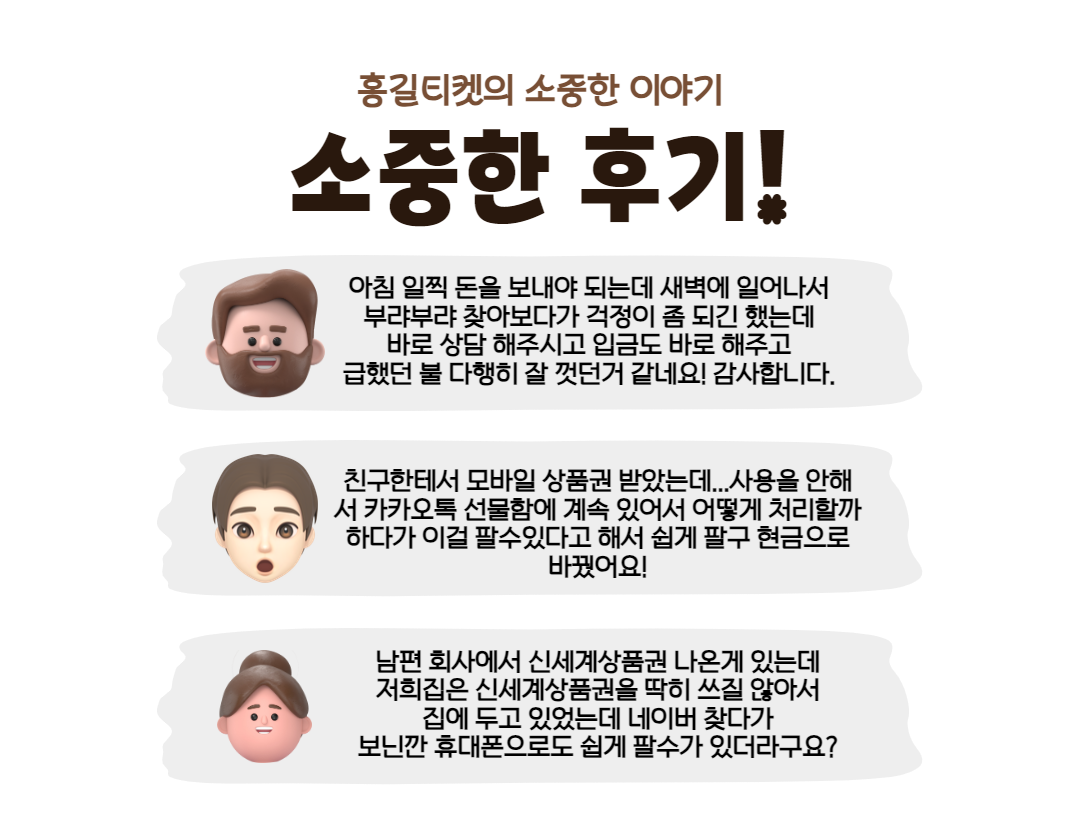 홍길티켓의 소중한 이야기
소중한 후기!
아침 일찍 돈을 보내야 되는데 새벽에 일어나서
부랴부랴 찾아보다가 걱정이 좀 되긴 했는데
바로 상담 해주시고 입금도 바로 해주고
급했던 불 다행히 잘 껏던거 같네요! 감사합니다.
친구한테서 모바일 상품권 받았는데...사용을 안해
서 카카오톡 선물함에 계속 있어서 어떻게 처리할까
하다가 이걸 팔수있다고 해서 쉽게 팔구 현금으로
바꿨어요!
남편 회사에서 신세계상품권 나온게 있는데
저희집은 신세계상품권을 딱히 쓰질 않아서
집에 두고 있었는데 네이버 찾다가
보닌깐 휴대폰으로도 쉽게 팔수가 있더라구요?